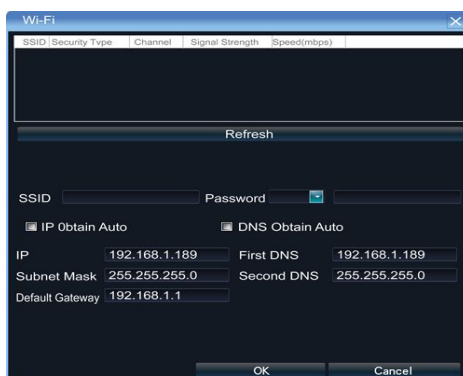 Wi-Fi
SSID Security Type Channel Signal Strength Speed(mbps)
Refresh
SSID Password
IP 0btain Auto DNS Obtain Auto
IP 192.168.1.189 First DNS 192.168.1.189
Subnet Mask 255.255.255.0 Second DNS 255.255.255.0
Default Gateway 192.168.1.1
OK Cancel